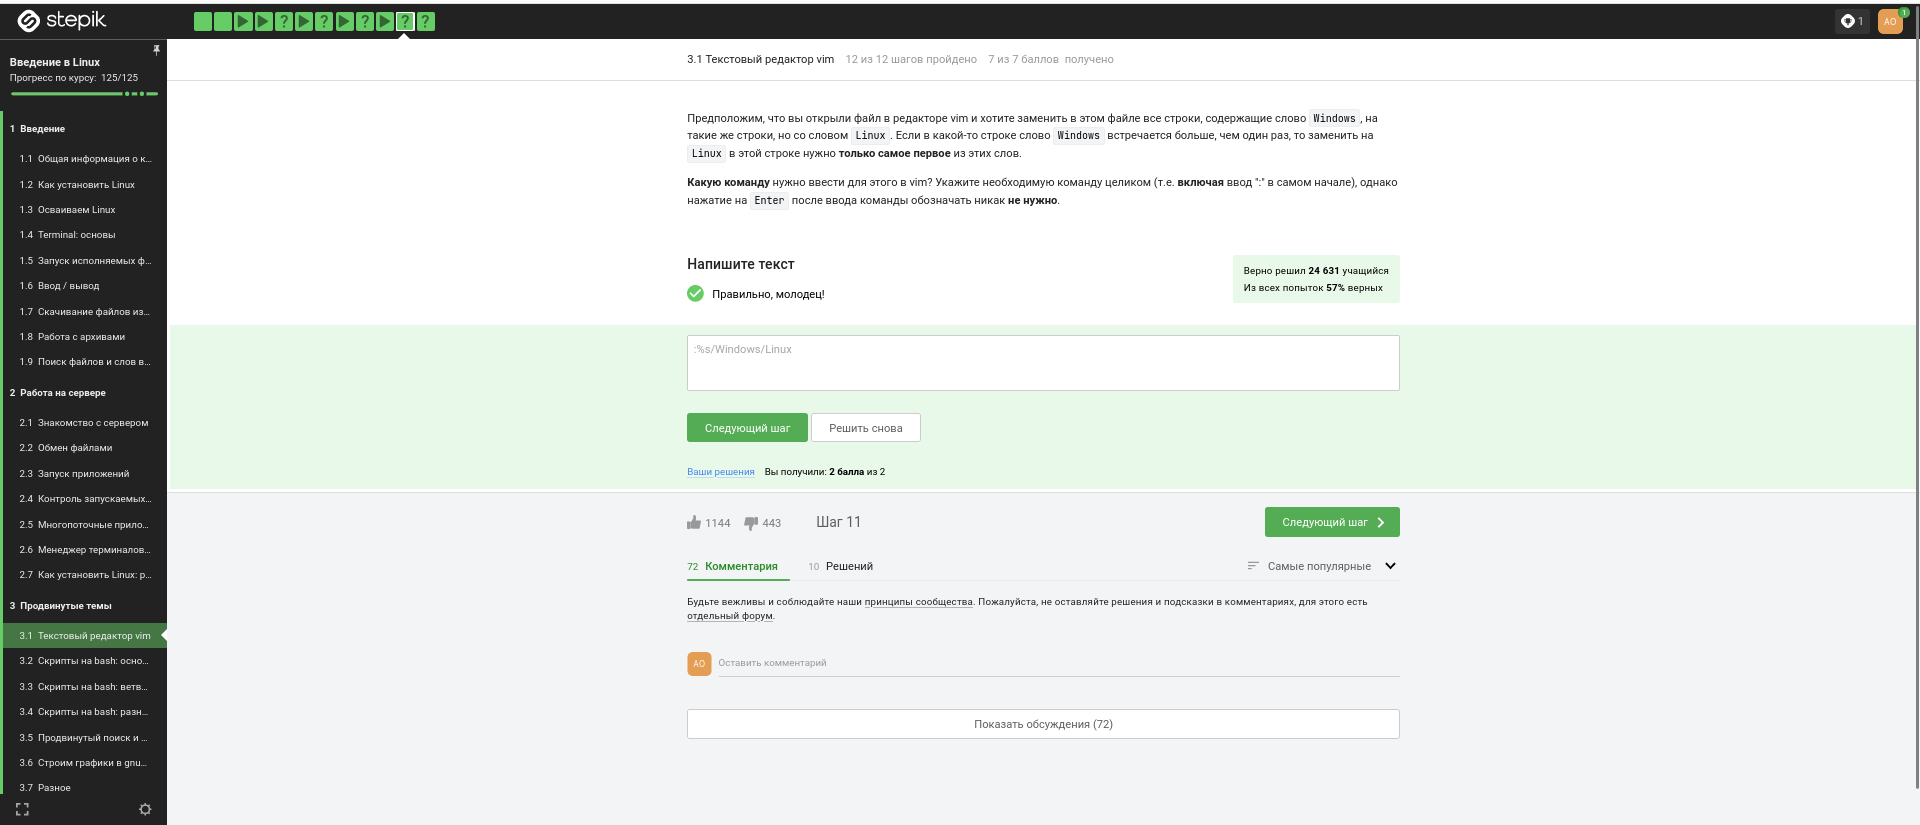 stepik
? ? ? ? ?
1
AO
1
Введение в Linux
Прогресс по курсу: 125/125
1 Введение
1.1 Общая информация о к...
1.2 Как установить Linux
1.3 Осваиваем Linux
1.4 Terminal: основы
1.5 Запуск исполняемых ф...
1.6 Ввод / вывод
1.7 Скачивание файлов из...
1.8 Работа с архивами
1.9 Поиск файлов и слов в...
2 Работа на сервере
2.1 Знакомство с сервером
2.2 Обмен файлами
2.3 Запуск приложений
2.4 Контроль запускаемых...
2.5 Многопоточные прило...
2.6 Менеджер терминалов...
2.7 Как установить Linux: р...
3 Продвинутые темы
3.1 Текстовый редактор vim
3.2 Скрипты на bash: осно...
3.3 Скрипты на bash: ветв...
3.4 Скрипты на bash: разн...
3.5 Продвинутый поиск и ...
3.6 Строим графики в gnu...
3.7 Разное
3.1 Текстовый редактор vim 12 из 12 шагов пройдено 7 из 7 баллов получено
Предположим, что вы открыли файл в редакторе vim и хотите заменить в этом файле все строки, содержащие слово Windows, на
такие же строки, но со словом Linux. Если в какой-то строке слово Windows встречается больше, чем один раз, то заменить на
Linux в этой строке нужно только самое первое из этих слов.
Какую команду нужно ввести для этого в vim? Укажите необходимую команду целиком (т.е. включая ввод ":" в самом начале), однако
нажатие на Enter после ввода команды обозначать никак не нужно.
Напишите текст
Правильно, молодец!
Верно решил 24 631 учащийся
Из всех попыток 57% верных
:%s/Windows/Linux
Следующий шаг Решить снова
Ваши решения Вы получили: 2 балла из 2
1144 443 Шаг 11 Следующий шаг
72 Комментария 10 Решений Самые популярные
Будьте вежливы и соблюдайте наши принципы сообщества. Пожалуйста, не оставляйте решения и подсказки в комментариях, для этого есть
отдельный форум.
AO Оставить комментарий
Показать обсуждения (72)